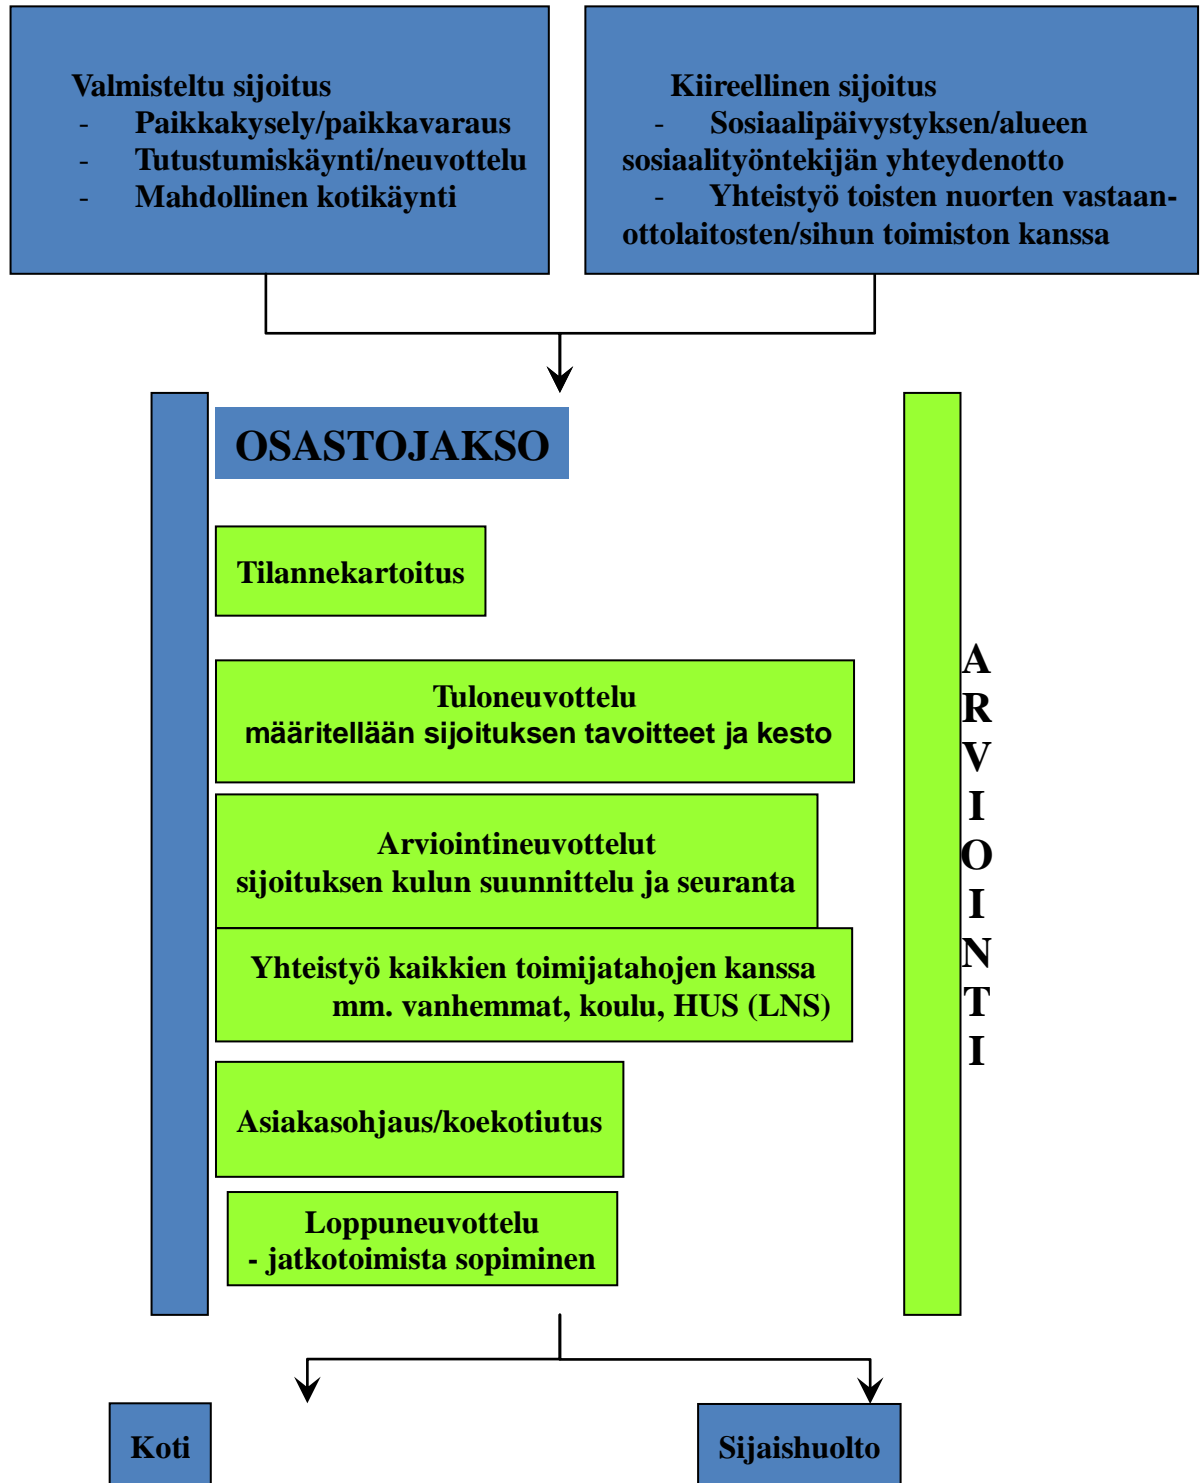 Valmisteltu sijoitus
- Paikkakysely/paikkavaraus
- Tutustumiskäynti/neuvottelu
- Mahdollinen kotikäynti
Kiireellinen sijoitus
- Sosiaalipäivystyksen/alueen
sosiaalityöntekijän yhteydenotto
- Yhteistyö toisten nuorten vastaan-
ottolaitosten/sihun toimiston kanssa
OSASTOJAKSO
Tilannekartoitus
Tuloneuvottelu
määritellään sijoituksen tavoitteet ja kesto
Arviointineuvottelut
sijoituksen kulun suunnittelu ja seuranta
Yhteistyö kaikkien toimijatahojen kanssa
mm. vanhemmat, koulu, HUS (LNS)
Asiakasohjaus/koekotiutus
Loppuneuvottelu
- jatkotoimista sopiminen
A
R
V
I
O
I
N
T
I
Koti
Sijaishuolto